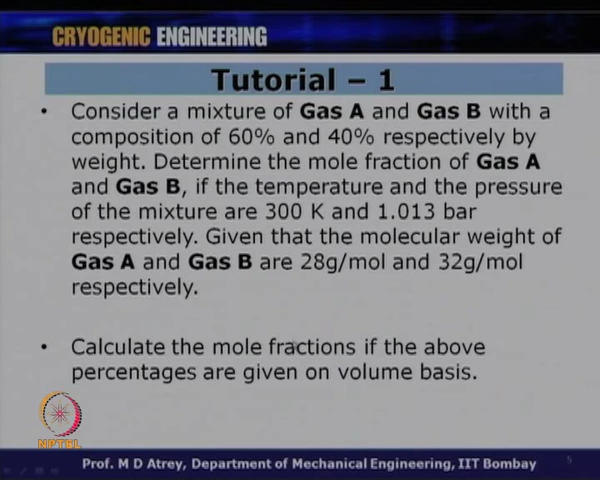 CRYOGENIC ENGINEERING
Tutorial – 1
• Consider a mixture of Gas A and Gas B with a
composition of 60% and 40% respectively by
weight. Determine the mole fraction of Gas A
and Gas B, if the temperature and the pressure
of the mixture are 300 K and 1.013 bar
respectively. Given that the molecular weight of
Gas A and Gas B are 28g/mol and 32g/mol
respectively.
• Calculate the mole fractions if the above
percentages are given on volume basis.
NPTEL
Prof. M D Atrey, Department of Mechanical Engineering, IIT Bombay
5